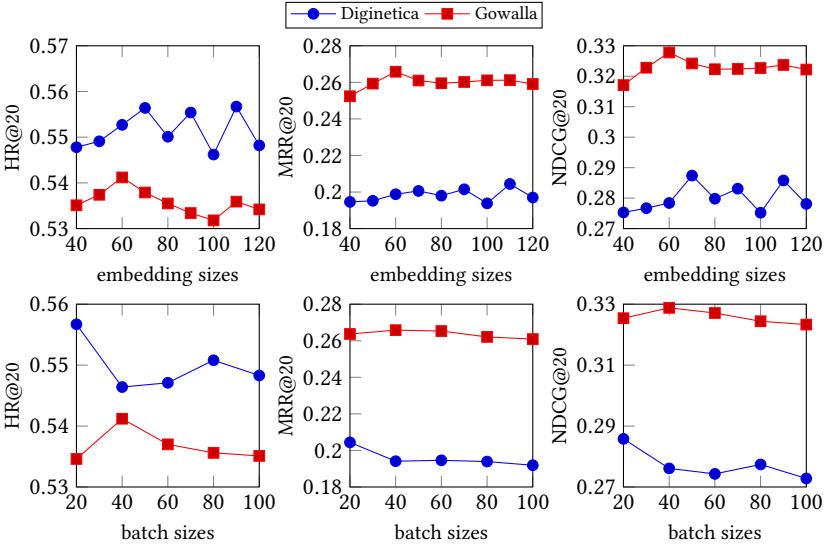 Diginetica Gowalla
0.57
0.56
0.55
0.54
0.53
HR@20
40 60 80 100 120
embedding sizes
0.28
0.26
0.24
0.22
0.2
0.18
MRR@20
40 60 80 100 120
embedding sizes
0.33
0.32
0.31
0.3
0.29
0.28
0.27
NDCG@20
40 60 80 100 120
embedding sizes
0.56
0.55
0.54
0.53
HR@20
20 40 60 80 100
batch sizes
0.28
0.26
0.24
0.22
0.2
0.18
MRR@20
20 40 60 80 100
batch sizes
0.33
0.31
0.29
0.27
NDCG@20
20 40 60 80 100
batch sizes